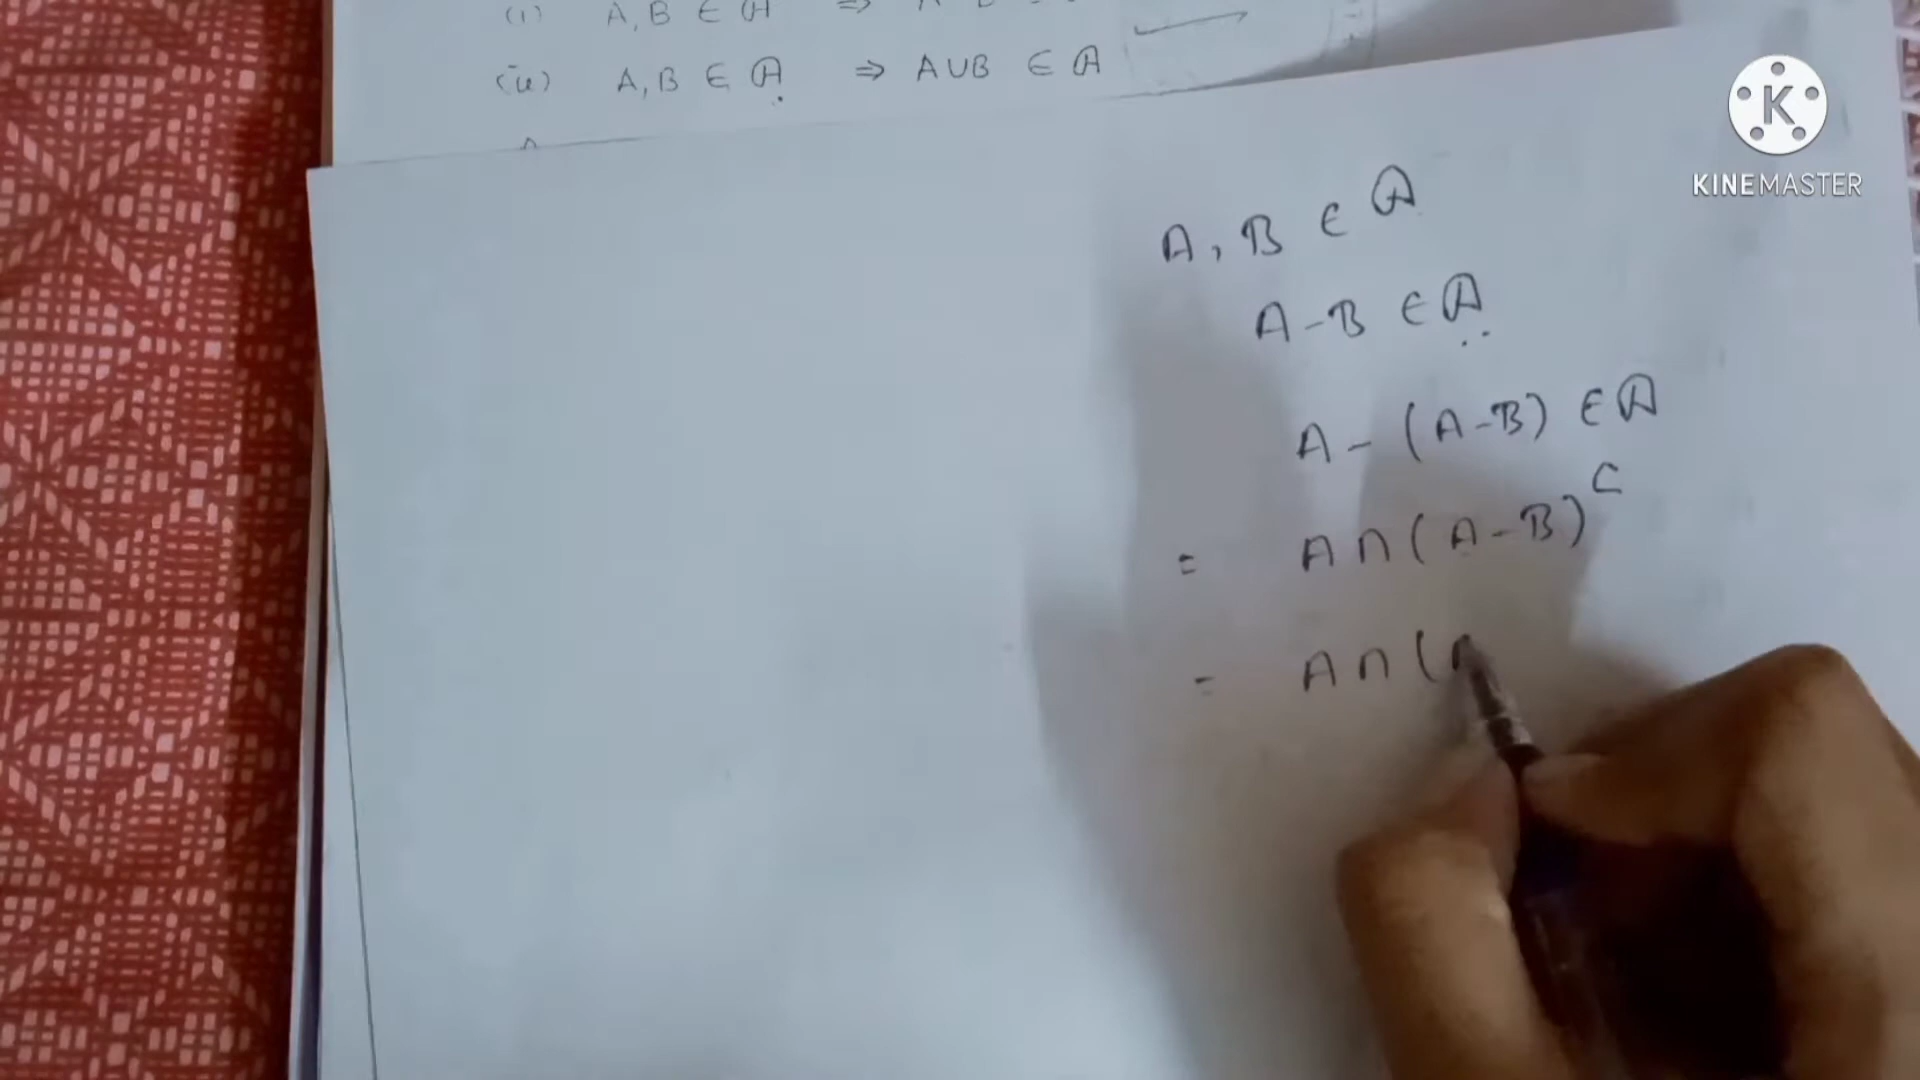 (i) A, B ∈ A ⇒
(ii) A, B ∈ A ⇒ A∪B ∈ A
A, B ∈ A
A-B ∈ A
A - (A-B) ∈ A
= A∩(A-B)^C
= A∩(A
KINEMASTER